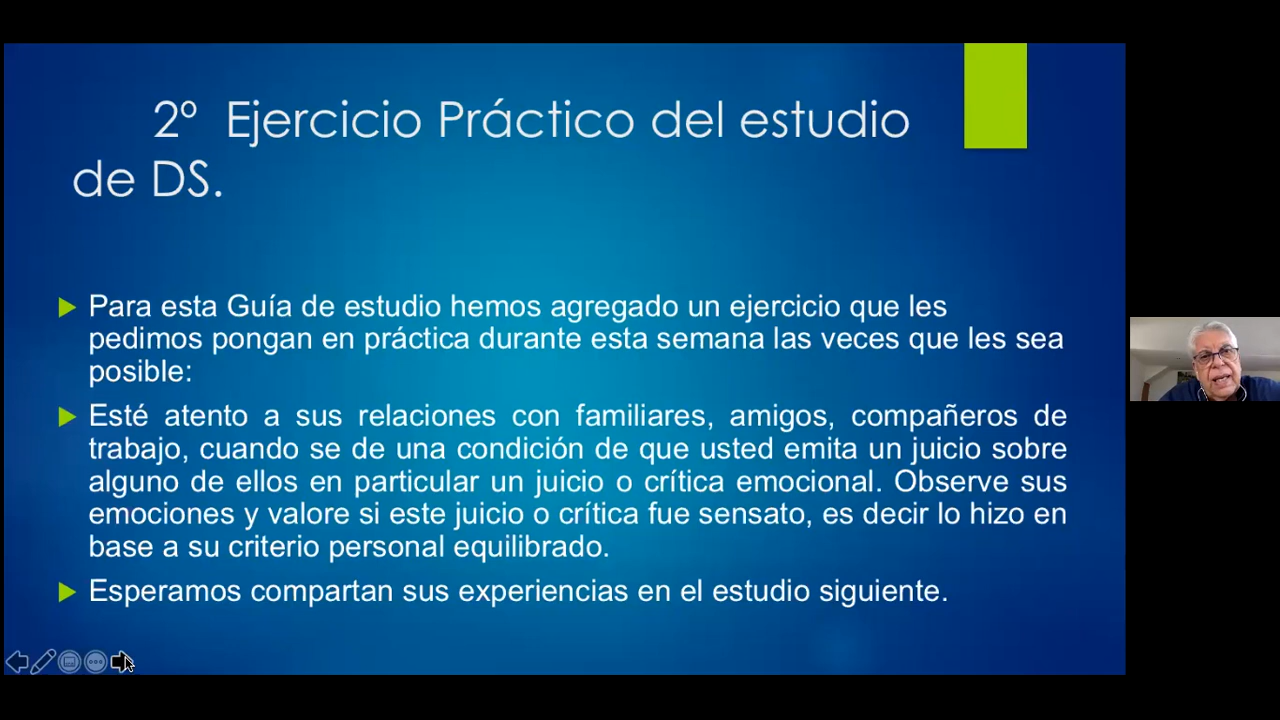 2º Ejercicio Práctico del estudio
de DS.
Para esta Guía de estudio hemos agregado un ejercicio que les
pedimos pongan en práctica durante esta semana las veces que les sea
posible:
Esté atento a sus relaciones con familiares, amigos, compañeros de
trabajo, cuando se de una condición de que usted emita un juicio sobre
alguno de ellos en particular un juicio o crítica emocional. Observe sus
emociones y valore si este juicio o crítica fue sensato, es decir lo hizo en
base a su criterio personal equilibrado.
Esperamos compartan sus experiencias en el estudio siguiente.